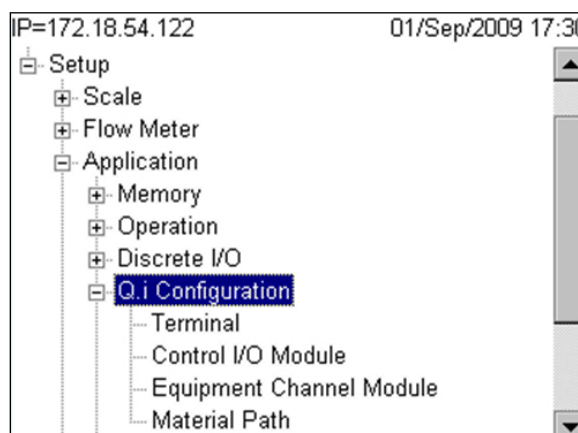 IP=172.18.54.122 01/Sep/2009 17:30
Setup
Scale
Flow Meter
Application
Memory
Operation
Discrete I/O
Q.i Configuration
Terminal
Control I/O Module
Equipment Channel Module
Material Path